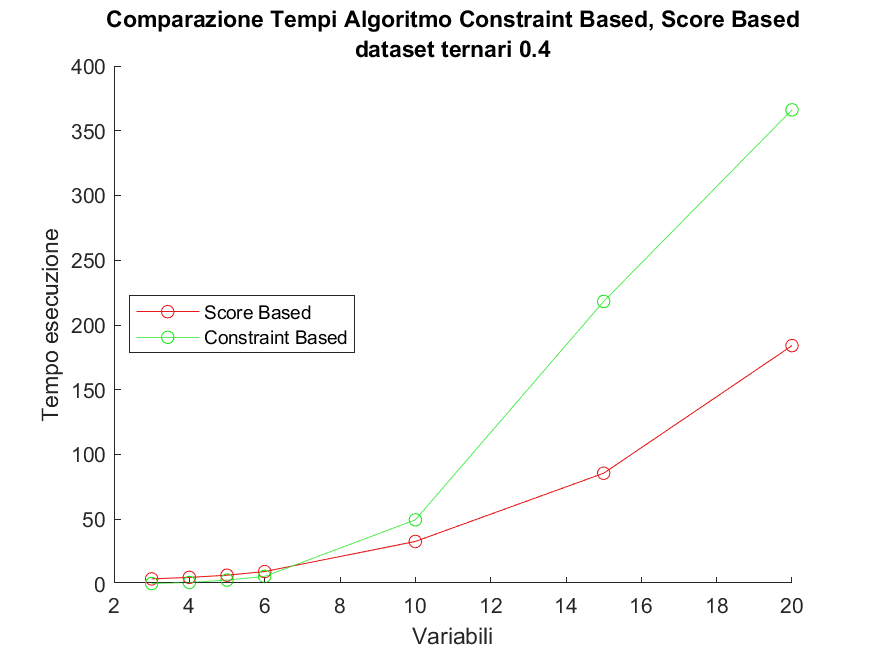 Comparazione Tempi Algoritmo Constraint Based, Score Based
dataset ternari 0.4
400
350
300
250
200
150
100
50
0
Tempo esecuzione
Score Based
Constraint Based
2 4 6 8 10 12 14 16 18 20
Variabili